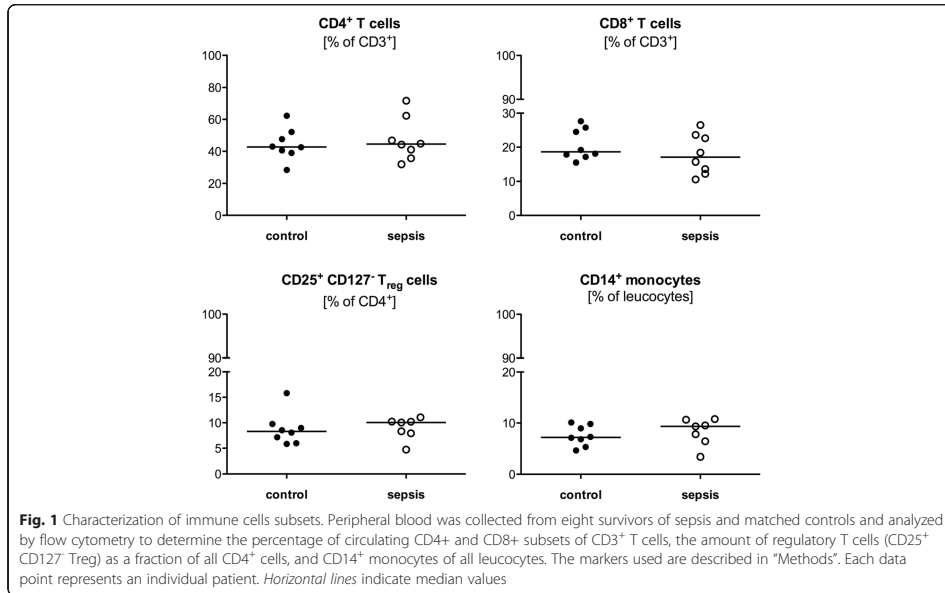 CD4⁺ T cells
[% of CD3⁺]
100
80
60
40
20
0
control
sepsis
CD8⁺ T cells
[% of CD3⁺]
100
90
30
20
10
0
control
sepsis
CD25⁺ CD127⁻ Treg cells
[% of CD4⁺]
100
90
20
15
10
5
0
control
sepsis
CD14⁺ monocytes
[% of leucocytes]
100
90
20
10
0
control
sepsis
Fig. 1 Characterization of immune cells subsets. Peripheral blood was collected from eight survivors of sepsis and matched controls and analyzed
by flow cytometry to determine the percentage of circulating CD4+ and CD8+ subsets of CD3⁺ T cells, the amount of regulatory T cells (CD25⁺
CD127⁻ Treg) as a fraction of all CD4⁺ cells, and CD14⁺ monocytes of all leucocytes. The markers used are described in “Methods”. Each data
point represents an individual patient. Horizontal lines indicate median values